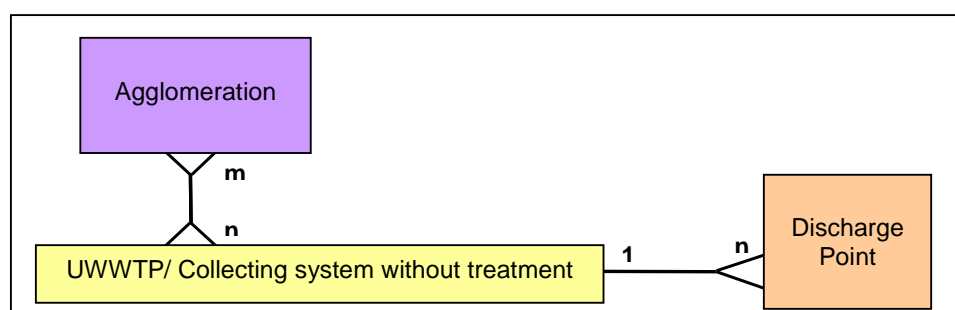 Agglomeration
m
n
UWWTP/ Collecting system without treatment
1
n
Discharge
Point